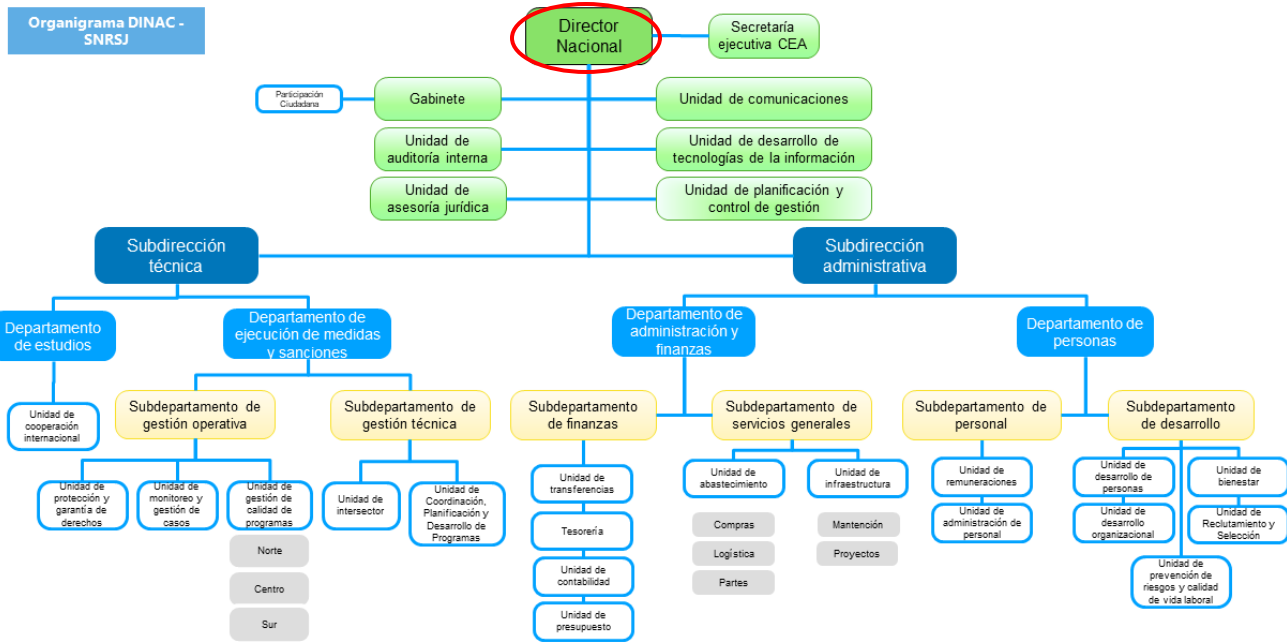 Organigrama DINAC -
SNRSJ
Director
Nacional
Secretaría
ejecutiva CEA
Participación
Ciudadana
Gabinete
Unidad de comunicaciones
Unidad de
auditoría interna
Unidad de desarrollo de
tecnologías de la información
Unidad de
asesoría jurídica
Unidad de planificación y
control de gestión
Subdirección
técnica
Subdirección
administrativa
Departamento
de estudios
Departamento de
ejecución de medidas
y sanciones
Departamento de
administración y
finanzas
Departamento de
personas
Unidad de
cooperación
internacional
Subdepartamento de
gestión operativa
Subdepartamento de
gestión técnica
Subdepartamento
de finanzas
Subdepartamento de
servicios generales
Subdepartamento de
personal
Subdepartamento
de desarrollo
Unidad de
protección y
garantía de
derechos
Unidad de
monitoreo y
gestión de
casos
Unidad de
gestión de
calidad de
programas
Norte
Centro
Sur
Unidad de
intersector
Unidad de
Coordinación,
Planificación y
Desarrollo de
Programas
Unidad de
transferencias
Tesorería
Unidad de
contabilidad
Unidad de
presupuesto
Unidad de
abastecimiento
Compras
Logística
Partes
Unidad de
infraestructura
Mantención
Proyectos
Unidad de
remuneraciones
Unidad de
administración de
personal
Unidad de
desarrollo de
personas
Unidad de
desarrollo
organizacional
Unidad de
bienestar
Unidad de
Reclutamiento y
Selección
Unidad de
prevención de
riesgos y calidad
de vida laboral